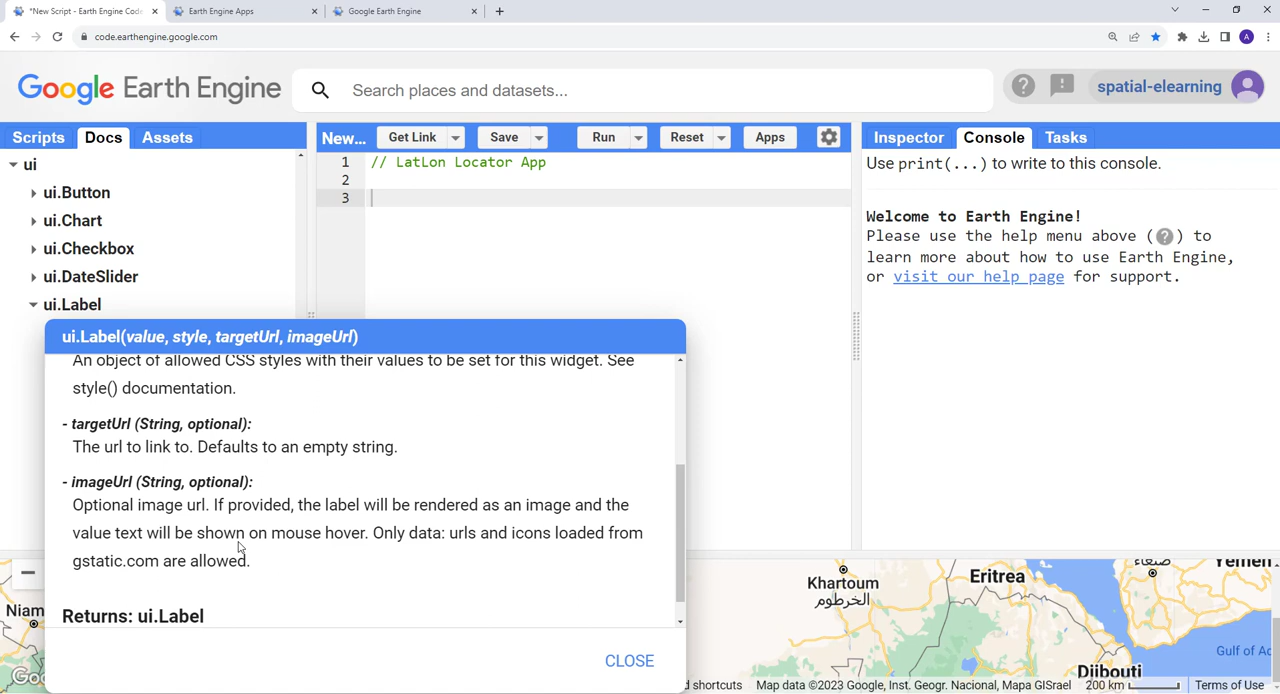 *New Script - Earth Engine Code
Earth Engine Apps
Google Earth Engine
code.earthengine.google.com
A
Google Earth Engine
Search places and datasets...
spatial-elearning
Scripts
Docs
Assets
New...
Get Link
Save
Run
Reset
Apps
Inspector
Console
Tasks
ui
ui.Button
ui.Chart
ui.Checkbox
ui.DateSlider
ui.Label
1 // LatLon Locator App
2
3
Use print(...) to write to this console.
Welcome to Earth Engine!
Please use the help menu above (?) to
learn more about how to use Earth Engine,
or visit our help page for support.
ui.Label(value, style, targetUrl, imageUrl)
An object of allowed CSS styles with their values to be set for this widget. See
style() documentation.
- targetUrl (String, optional):
The url to link to. Defaults to an empty string.
- imageUrl (String, optional):
Optional image url. If provided, the label will be rendered as an image and the
value text will be shown on mouse hover. Only data: urls and icons loaded from
gstatic.com are allowed.
Returns: ui.Label
CLOSE
Niam
Goo
Khartoum
الخرطوم
Eritrea
صنعاء
Yemen
Gulf of Ad
Djibouti
d shortcuts
Map data ©2023 Google, Inst. Geogr. Nacional, Mapa GISrael
200 km
Terms of Use